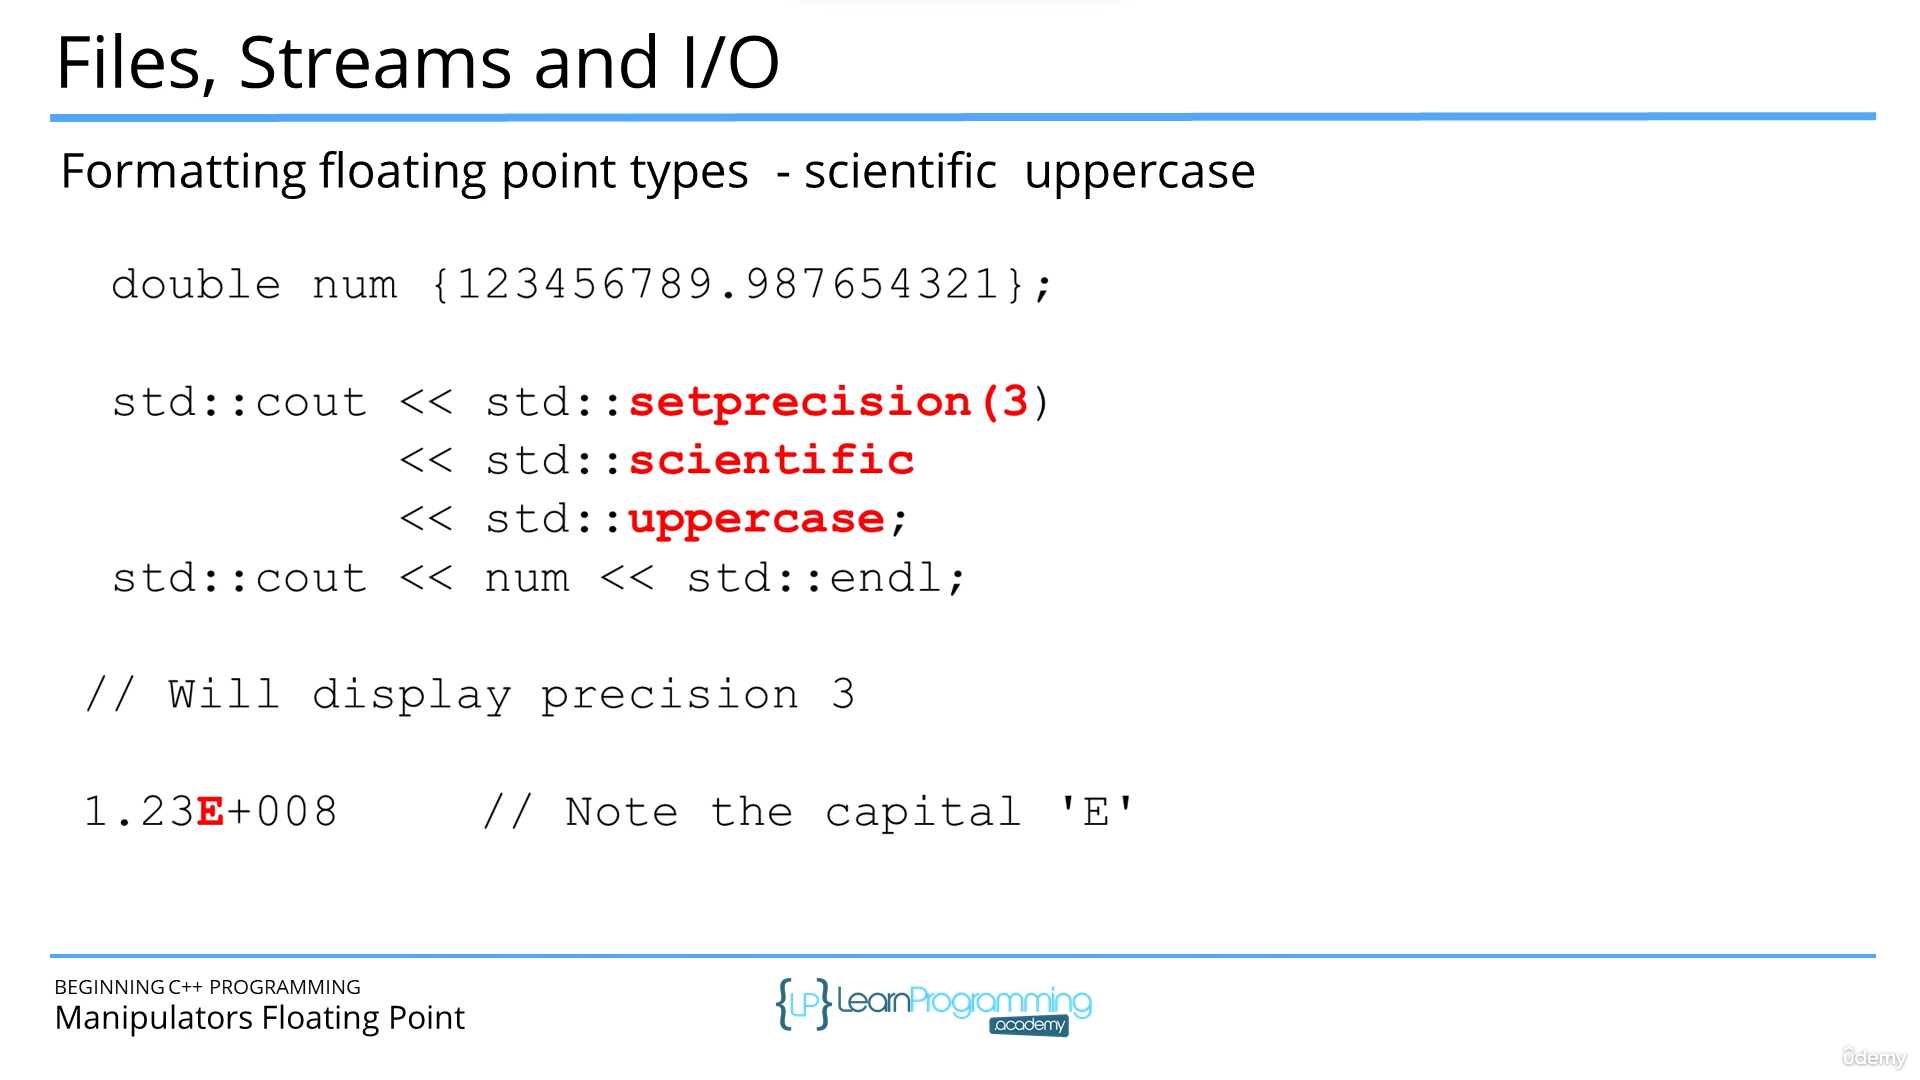 Files, Streams and I/O
Formatting floating point types - scientific uppercase
double num {123456789.987654321};
std::cout << std::setprecision(3)
<< std::scientific
<< std::uppercase;
std::cout << num << std::endl;
// Will display precision 3
1.23E+008 // Note the capital 'E'
BEGINNING C++ PROGRAMMING
Manipulators Floating Point
{LP} LearnProgramming
.academy
ûdemy